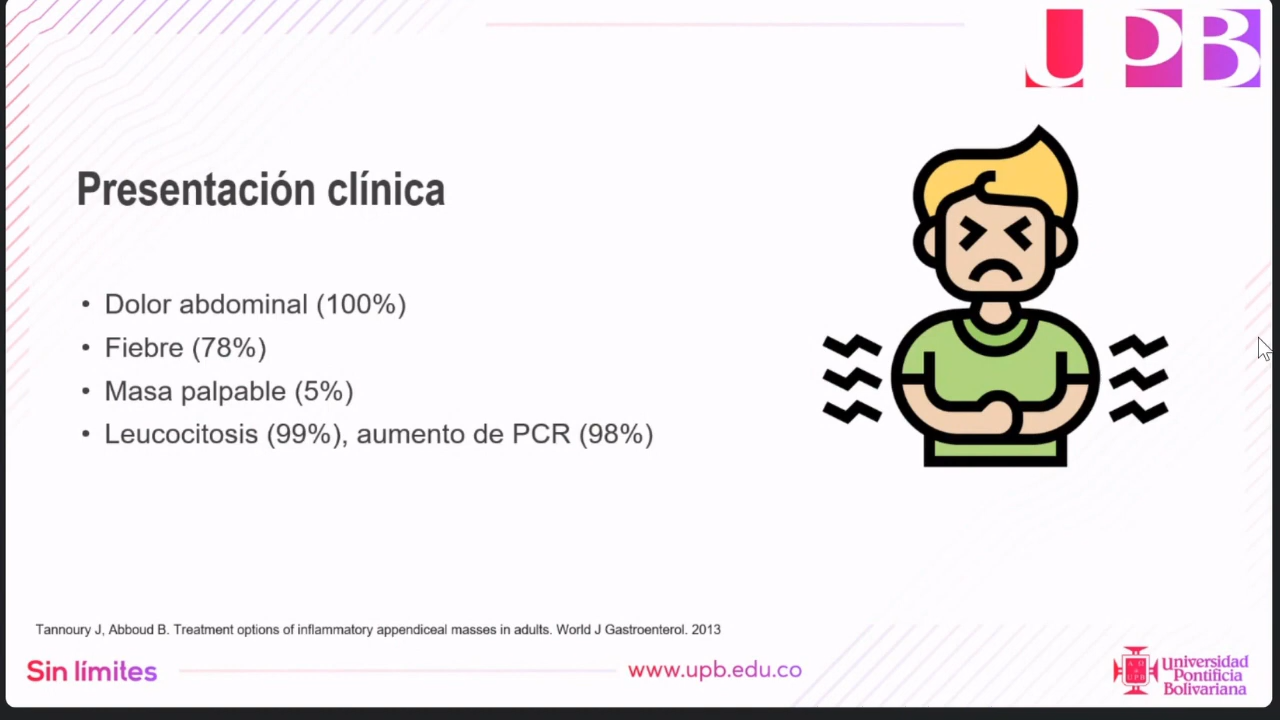 UPB
Presentación clínica
• Dolor abdominal (100%)
• Fiebre (78%)
• Masa palpable (5%)
• Leucocitosis (99%), aumento de PCR (98%)
Tannoury J, Abboud B. Treatment options of inflammatory appendiceal masses in adults. World J Gastroenterol. 2013
Sin límites
www.upb.edu.co
Universidad
Pontificia
Bolivariana